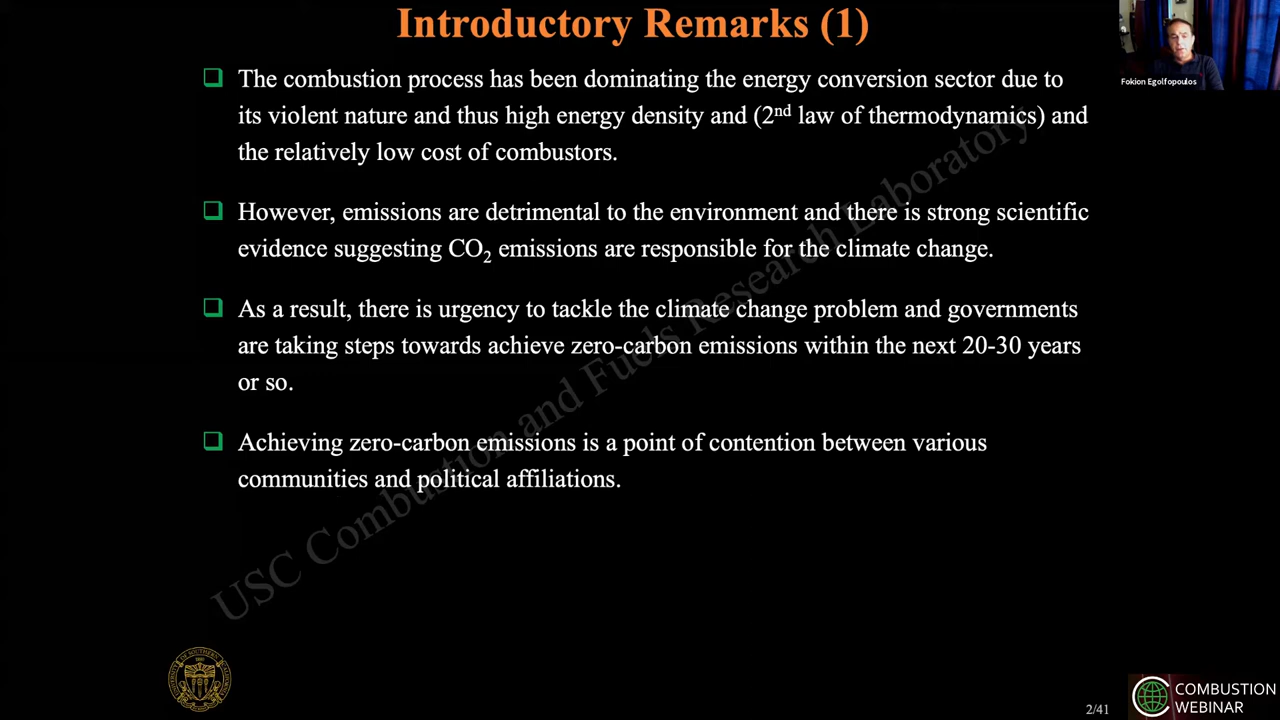 Introductory Remarks (1)
Fokion Egolfopoulos
❑ The combustion process has been dominating the energy conversion sector due to
its violent nature and thus high energy density and (2nd law of thermodynamics) and
the relatively low cost of combustors.
❑ However, emissions are detrimental to the environment and there is strong scientific
evidence suggesting CO2 emissions are responsible for the climate change.
❑ As a result, there is urgency to tackle the climate change problem and governments
are taking steps towards achieve zero-carbon emissions within the next 20-30 years
or so.
❑ Achieving zero-carbon emissions is a point of contention between various
communities and political affiliations.
USC Combustion and Fuels Research Laboratory
2/41
COMBUSTION
WEBINAR